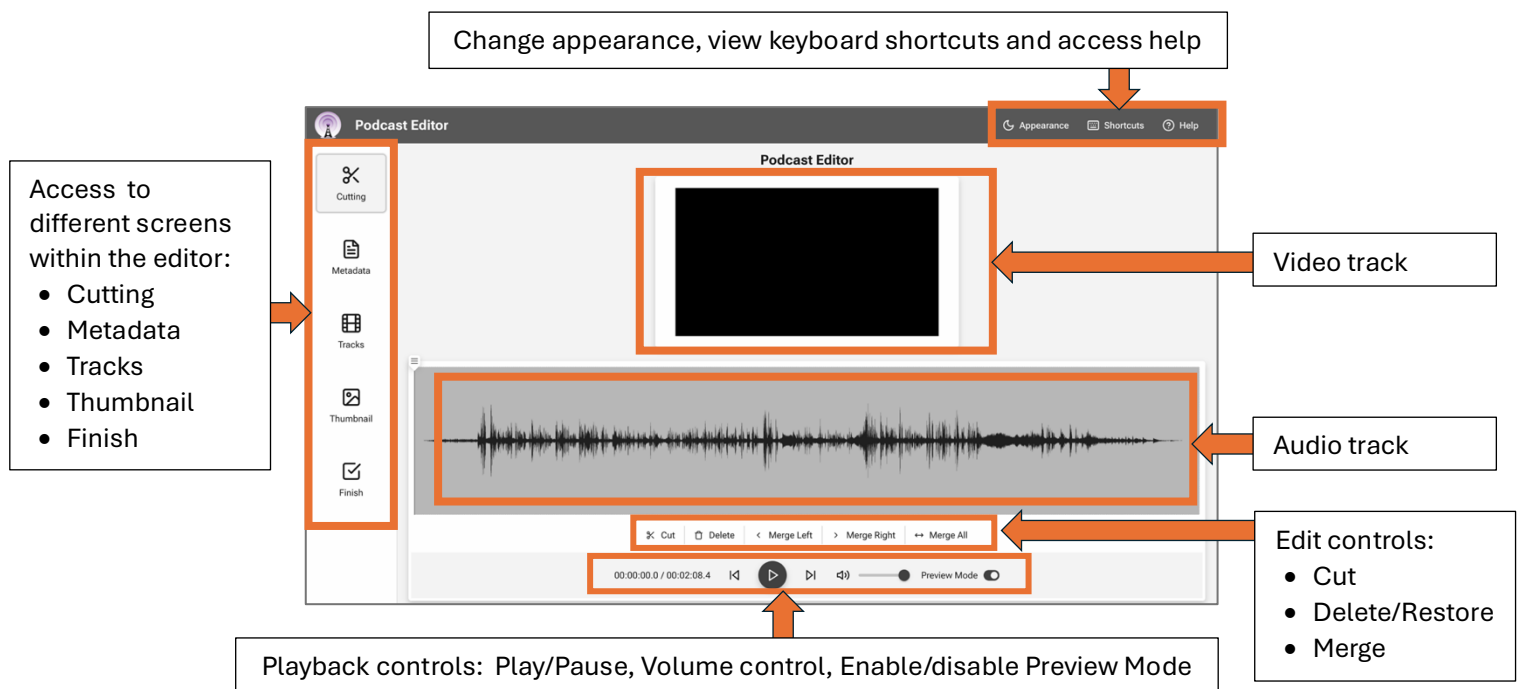 Change appearance, view keyboard shortcuts and access help
Podcast Editor
Appearance
Shortcuts
Help
Access to
different screens
within the editor:
• Cutting
• Metadata
• Tracks
• Thumbnail
• Finish
Cutting
Metadata
Tracks
Thumbnail
Finish
Podcast Editor
Video track
Audio track
Cut
Delete
Merge Left
Merge Right
Merge All
00:00:00.0 / 00:02:08.4
Preview Mode
Edit controls:
• Cut
• Delete/Restore
• Merge
Playback controls: Play/Pause, Volume control, Enable/disable Preview Mode